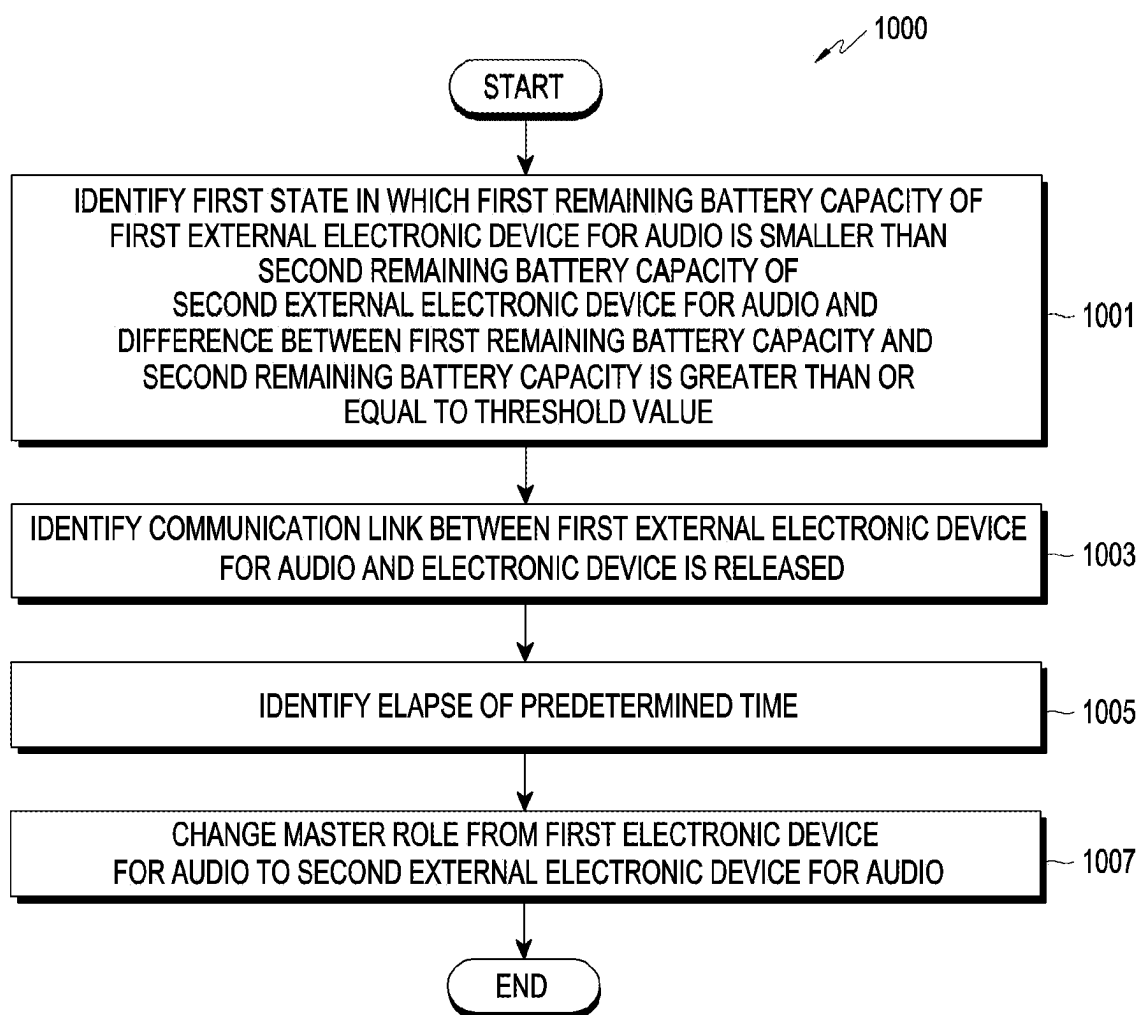 1000
START
IDENTIFY FIRST STATE IN WHICH FIRST REMAINING BATTERY CAPACITY OF
FIRST EXTERNAL ELECTRONIC DEVICE FOR AUDIO IS SMALLER THAN
SECOND REMAINING BATTERY CAPACITY OF
SECOND EXTERNAL ELECTRONIC DEVICE FOR AUDIO AND
DIFFERENCE BETWEEN FIRST REMAINING BATTERY CAPACITY AND
SECOND REMAINING BATTERY CAPACITY IS GREATER THAN OR
EQUAL TO THRESHOLD VALUE
1001
IDENTIFY COMMUNICATION LINK BETWEEN FIRST EXTERNAL ELECTRONIC DEVICE
FOR AUDIO AND ELECTRONIC DEVICE IS RELEASED
1003
IDENTIFY ELAPSE OF PREDETERMINED TIME
1005
CHANGE MASTER ROLE FROM FIRST ELECTRONIC DEVICE
FOR AUDIO TO SECOND EXTERNAL ELECTRONIC DEVICE FOR AUDIO
1007
END